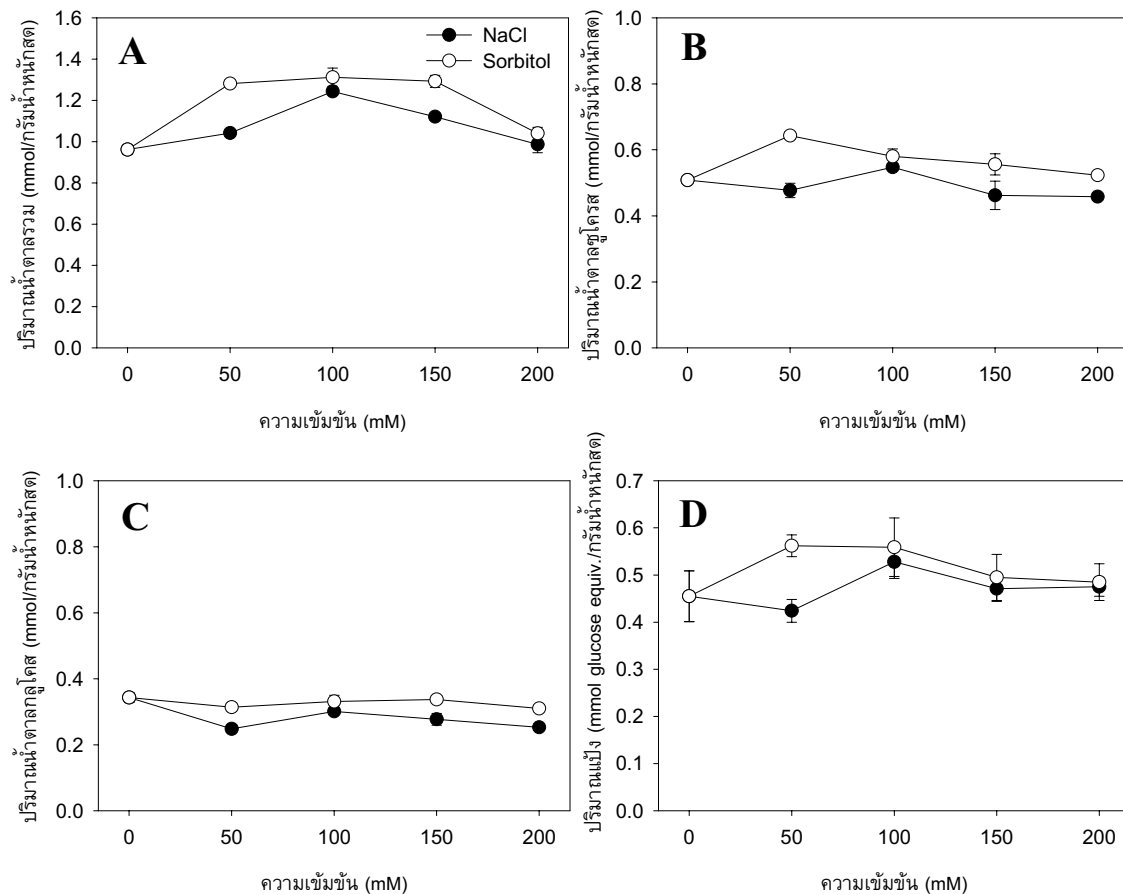 A
NaCl
Sorbitol
ปริมาณน้ำตาลรวม (mmol/กรัมน้ำหนักสด)
1.6
1.4
1.2
1.0
0.8
0.6
0.4
0.2
0.0
0 50 100 150 200
ความเข้มข้น (mM)
B
ปริมาณน้ำตาลซูโครส (mmol/กรัมน้ำหนักสด)
1.0
0.8
0.6
0.4
0.2
0.0
0 50 100 150 200
ความเข้มข้น (mM)
C
ปริมาณน้ำตาลกลูโคส (mmol/กรัมน้ำหนักสด)
1.0
0.8
0.6
0.4
0.2
0.0
0 50 100 150 200
ความเข้มข้น (mM)
D
ปริมาณแป้ง (mmol glucose equiv./กรัมน้ำหนักสด)
0.7
0.6
0.5
0.4
0.3
0.2
0.1
0.0
0 50 100 150 200
ความเข้มข้น (mM)